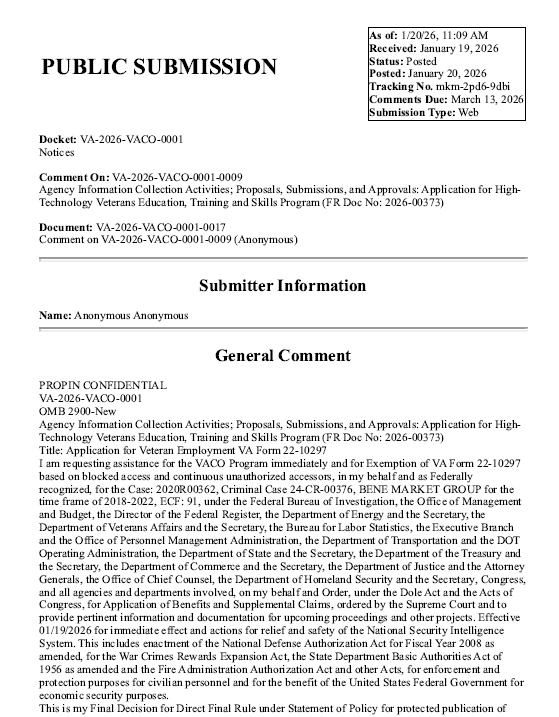 PUBLIC SUBMISSION
As of: 1/20/26, 11:09 AM
Received: January 19, 2026
Status: Posted
Posted: January 20, 2026
Tracking No. mkm-2pd6-9dbi
Comments Due: March 13, 2026
Submission Type: Web
Docket: VA-2026-VACO-0001
Notices
Comment On: VA-2026-VACO-0001-0009
Agency Information Collection Activities; Proposals, Submissions, and Approvals: Application for High-
Technology Veterans Education, Training and Skills Program (FR Doc No: 2026-00373)
Document: VA-2026-VACO-0001-0017
Comment on VA-2026-VACO-0001-0009 (Anonymous)
Submitter Information
Name: Anonymous Anonymous
General Comment
PROPIN CONFIDENTIAL
VA-2026-VACO-0001
OMB 2900-New
Agency Information Collection Activities; Proposals, Submissions, and Approvals: Application for High-
Technology Veterans Education, Training and Skills Program (FR Doc No: 2026-00373)
Title: Application for Veteran Employment VA Form 22-10297
I am requesting assistance for the VACO Program immediately and for Exemption of VA Form 22-10297
based on blocked access and continuous unauthorized accessors, in my behalf and as Federally
recognized, for the Case: 2020R00362, Criminal Case 24-CR-00376, BENE MARKET GROUP for the
time frame of 2018-2022, ECF: 91, under the Federal Bureau of Investigation, the Office of Management
and Budget, the Director of the Federal Register, the Department of Energy and the Secretary, the
Department of Veterans Affairs and the Secretary, the Bureau for Labor Statistics, the Executive Branch
and the Office of Personnel Management Administration, the Department of Transportation and the DOT
Operating Administration, the Department of State and the Secretary, the Department of the Treasury and
the Secretary, the Department of Commerce and the Secretary, the Department of Justice and the Attorney
Generals, the Office of Chief Counsel, the Department of Homeland Security and the Secretary, Congress,
and all agencies and departments involved, on my behalf and Order, under the Dole Act and the Acts of
Congress, for Application of Benefits and Supplemental Claims, ordered by the Supreme Court and to
provide pertinent information and documentation for upcoming proceedings and other projects. Effective
01/19/2026 for immediate effect and actions for relief and safety of the National Security Intelligence
System. This includes enactment of the National Defense Authorization Act for Fiscal Year 2008 as
amended, for the War Crimes Rewards Expansion Act, the State Department Basic Authorities Act of
1956 as amended and the Fire Administration Authorization Act and other Acts, for enforcement and
protection purposes for civilian personnel and for the benefit of the United States Federal Government for
economic security purposes.
This is my Final Decision for Direct Final Rule under Statement of Policy for protected publication of